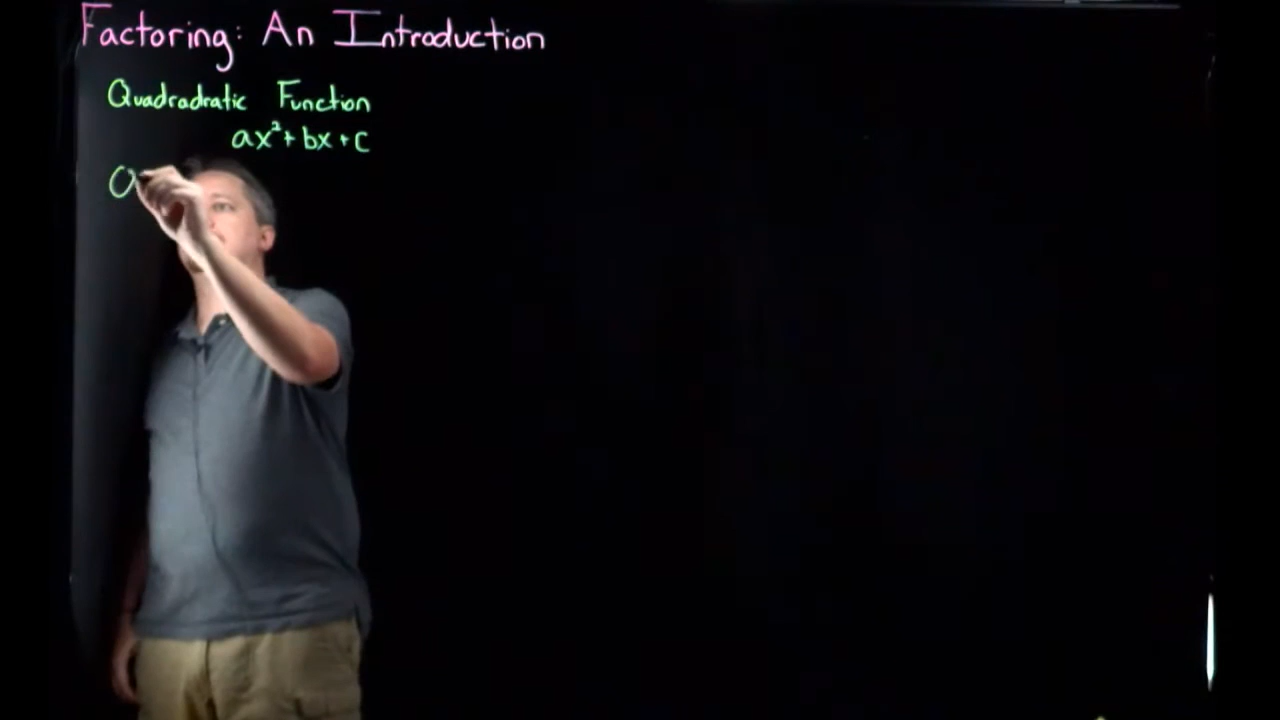 Factoring: An Introduction
Quadradratic Function
ax²+bx+c